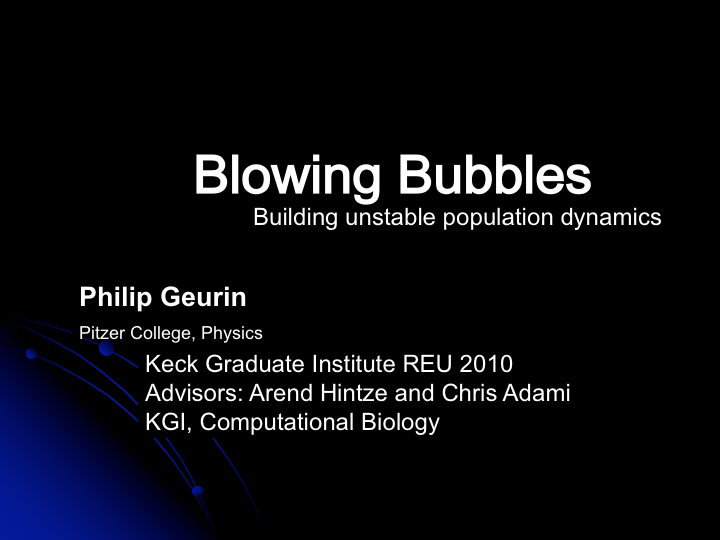 Blowing Bubbles
Building unstable population dynamics
Philip Geurin
Pitzer College, Physics
Keck Graduate Institute REU 2010
Advisors: Arend Hintze and Chris Adami
KGI, Computational Biology